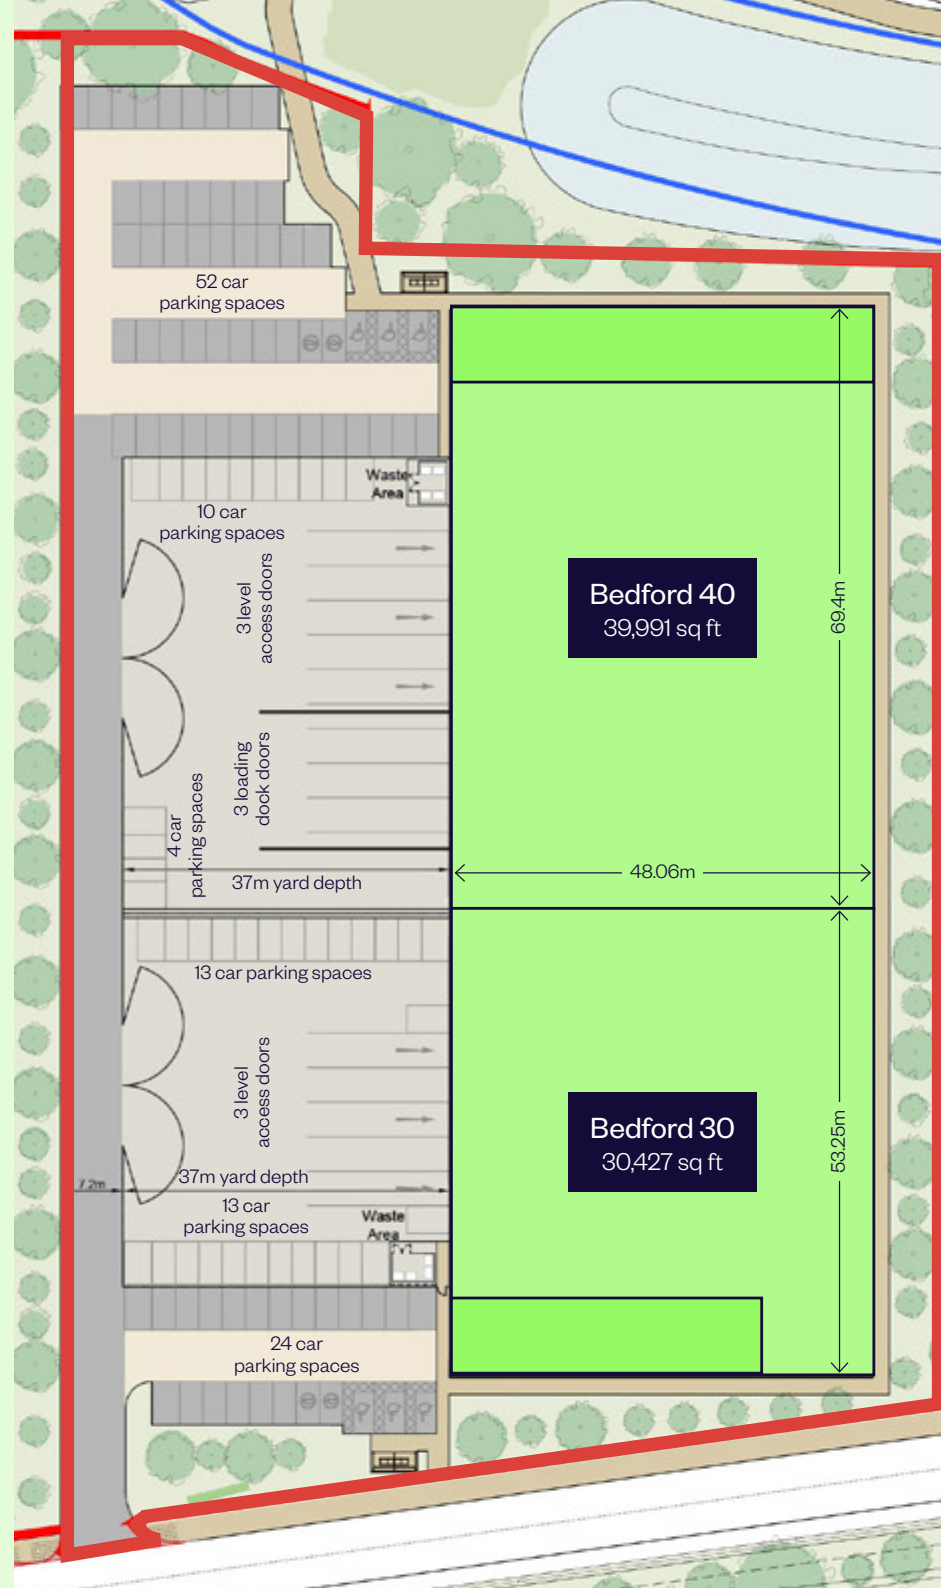 52 car
parking spaces
Waste
Area
10 car
parking spaces
3 level
access doors
Bedford 40
39,991 sq ft
69.4m
3 loading
dock doors
4 car
parking spaces
37m yard depth
48.06m
13 car parking spaces
3 level
access doors
Bedford 30
30,427 sq ft
53.25m
37m yard depth
7.2m
13 car
parking spaces
Waste
Area
24 car
parking spaces